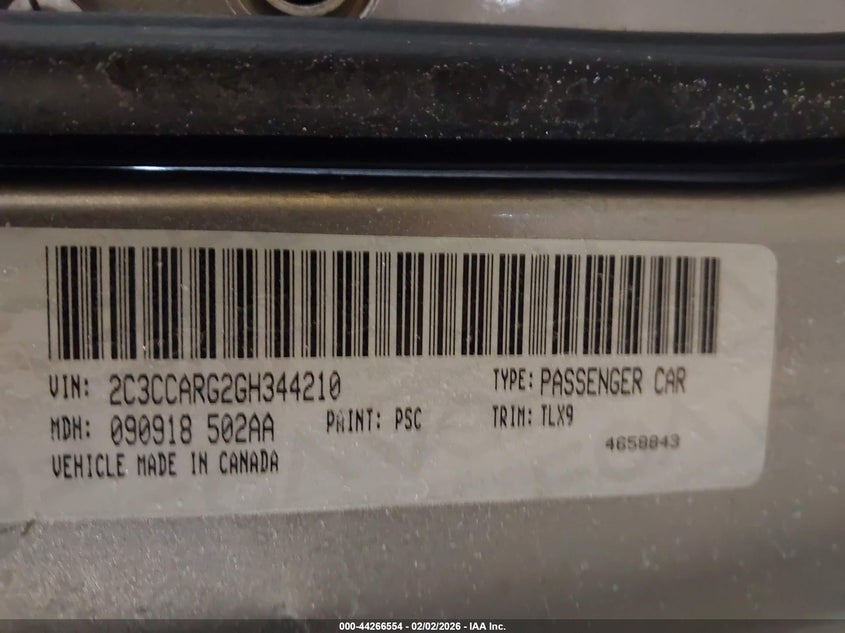 VIN: 2C3CCARG2GH344210 TYPE: PASSENGER CAR
MDH: 090918 502AA PAINT: PSC TRIM: TLX9
VEHICLE MADE IN CANADA 4658843
000-44266554 - 02/02/2026 - IAA Inc.